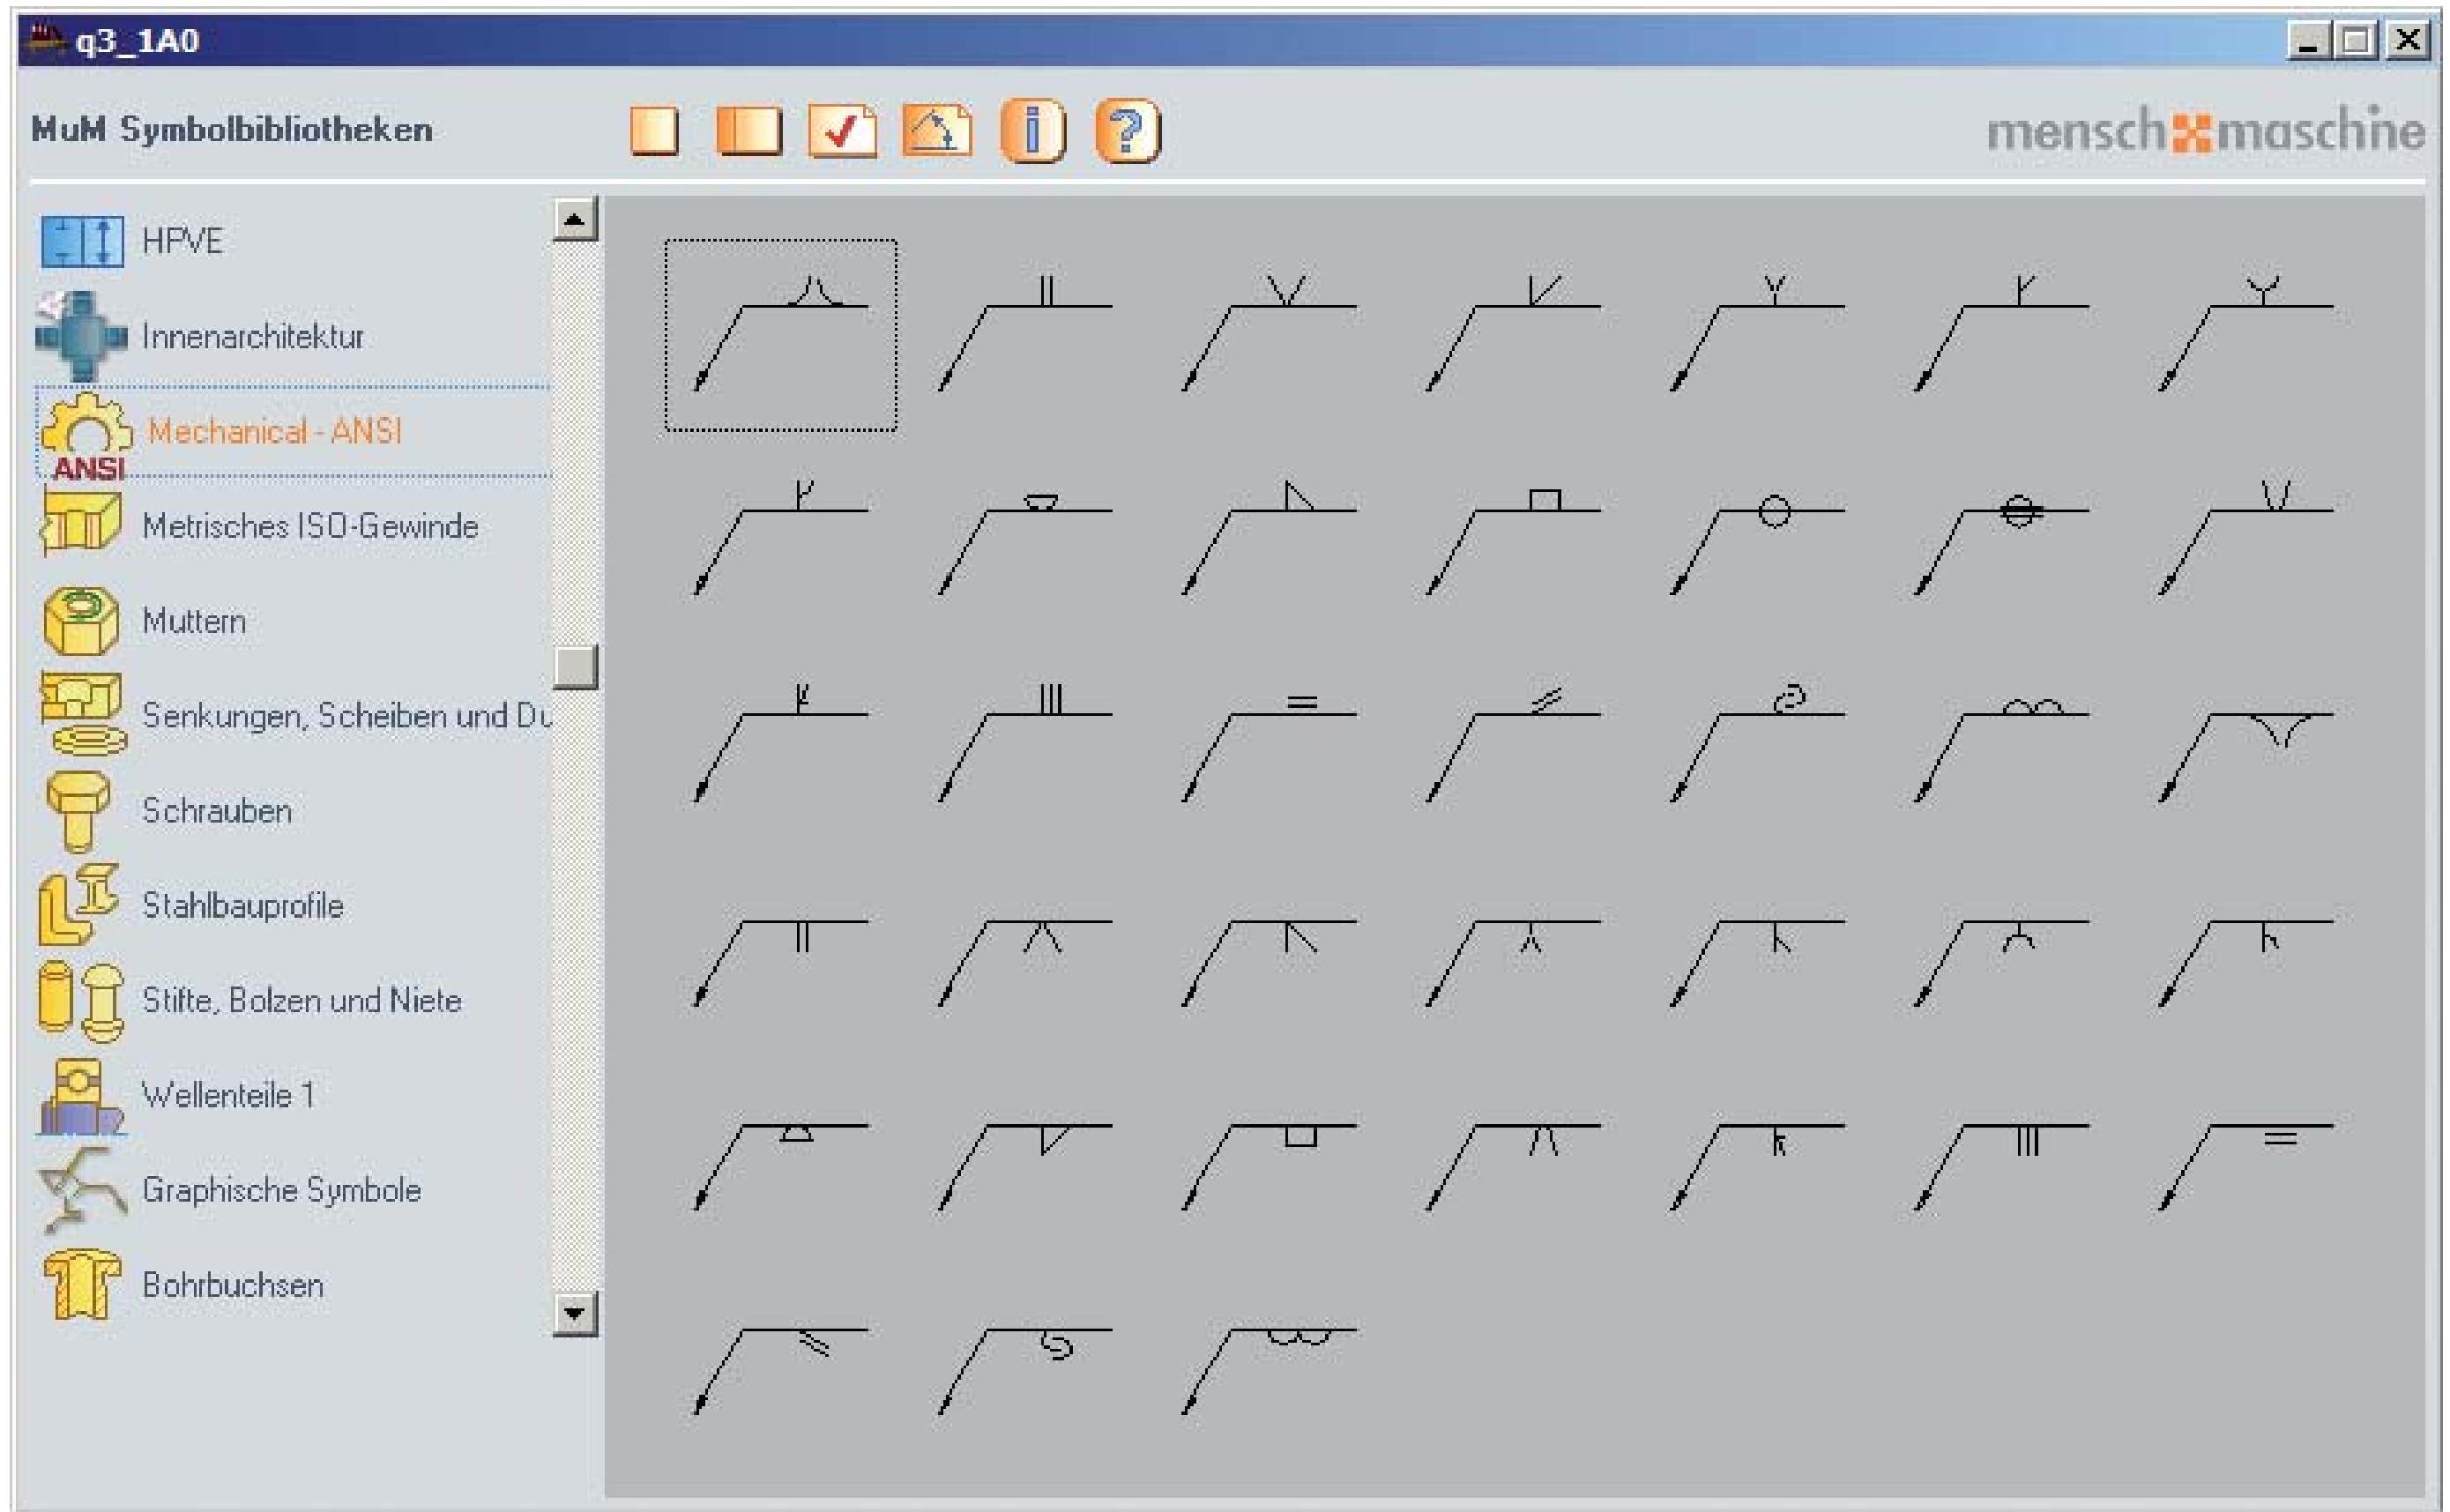 q3_1A0
MuM Symbolbibliotheken
mensch maschine
HPVE
Innenarchitektur
Mechanical - ANSI
ANSI
Metrisches ISO-Gewinde
Muttern
Senkungen, Scheiben und Du
Schrauben
Stahlbauprofile
Stifte, Bolzen und Niete
Wellenteile 1
Graphische Symbole
Bohrbuchsen